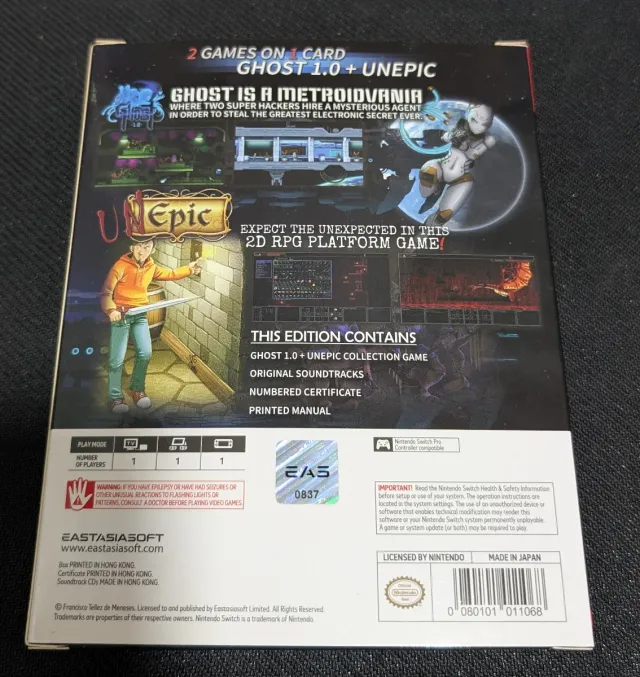 2 GAMES ON 1 CARD
GHOST 1.0 + UNEPIC
GHOST IS A METROIDVANIA
WHERE TWO SUPER HACKERS HIRE A MYSTERIOUS AGENT
IN ORDER TO STEAL THE GREATEST ELECTRONIC SECRET EVER.
UNEpic
EXPECT THE UNEXPECTED IN THIS
2D RPG PLATFORM GAME!
THIS EDITION CONTAINS
GHOST 1.0 + UNEPIC COLLECTION GAME
ORIGINAL SOUNDTRACKS
NUMBERED CERTIFICATE
PRINTED MANUAL
PLAY MODE
TV
NUMBER
OF PLAYERS
1
1
1
WARNING: IF YOU HAVE EPILEPSY OR HAVE HAD SEIZURES OR
OTHER UNUSUAL REACTIONS TO FLASHING LIGHTS OR
PATTERNS, CONSULT A DOCTOR BEFORE PLAYING VIDEO GAMES.
EAS
0837
Nintendo Switch Pro
Controller compatible
IMPORTANT! Read the Nintendo Switch Health & Safety Information
before setup or use of your system. The operation instructions are
located in the system settings. The use of an unauthorized device or
software that enables technical modification may render this
software or your Nintendo Switch system permanently unplayable.
A game or system update (or both) may be required to play.
EASTASIASOFT
www.eastasiasoft.com
Box PRINTED IN HONG KONG.
Certificate PRINTED IN HONG KONG.
Soundtrack CDs MADE IN HONG KONG.
LICENSED BY NINTENDO
MADE IN JAPAN
Nintendo
0 080101 011068
© Francisco Tellez de Meneses. Licensed to and published by Eastasiasoft Limited. All Rights Reserved.
Trademarks are properties of their respective owners. Nintendo Switch is a trademark of Nintendo.